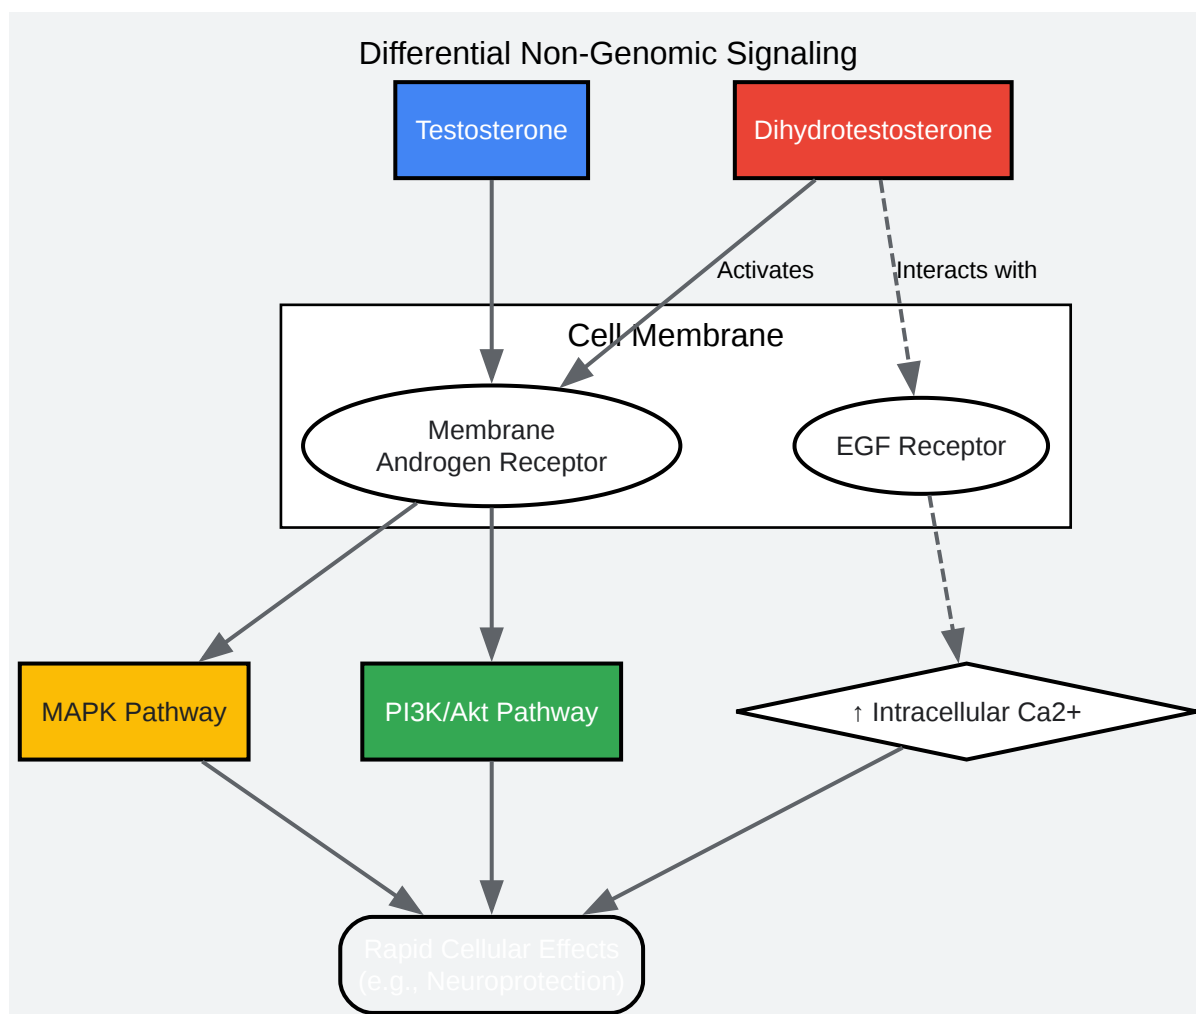 Differential Non-Genomic Signaling
Testosterone
Dihydrotestosterone
Activates
Interacts with
Cell Membrane
Membrane
Androgen Receptor
EGF Receptor
MAPK Pathway
PI3K/Akt Pathway
↑ Intracellular Ca2+
Rapid Cellular Effects
(e.g., Neuroprotection)